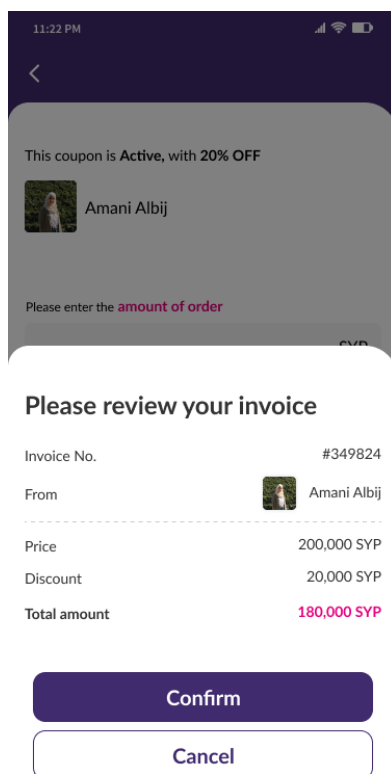 11:22 PM
This coupon is Active, with 20% OFF
Amani Albij
Please enter the amount of order
SYP
Please review your invoice
Invoice No. #349824
From Amani Albij
Price 200,000 SYP
Discount 20,000 SYP
Total amount 180,000 SYP
Confirm
Cancel